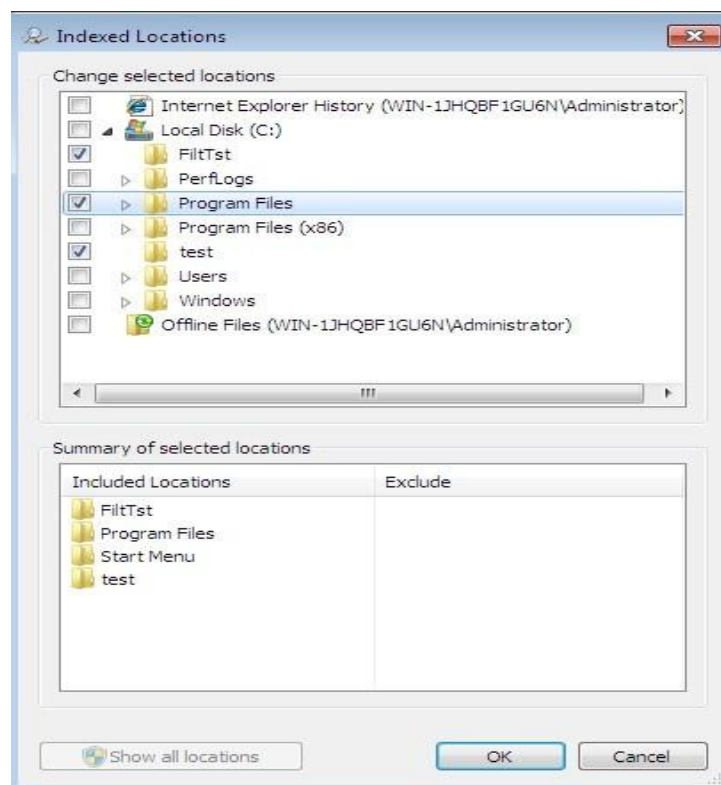 Indexed Locations
Change selected locations
Internet Explorer History (WIN-1JHQBF1GU6N\Administrator)
Local Disk (C:)
FiltTst
PerfLogs
Program Files
Program Files (x86)
test
Users
Windows
Offline Files (WIN-1JHQBF1GU6N\Administrator)
Summary of selected locations
Included Locations Exclude
FiltTst
Program Files
Start Menu
test
Show all locations OK Cancel